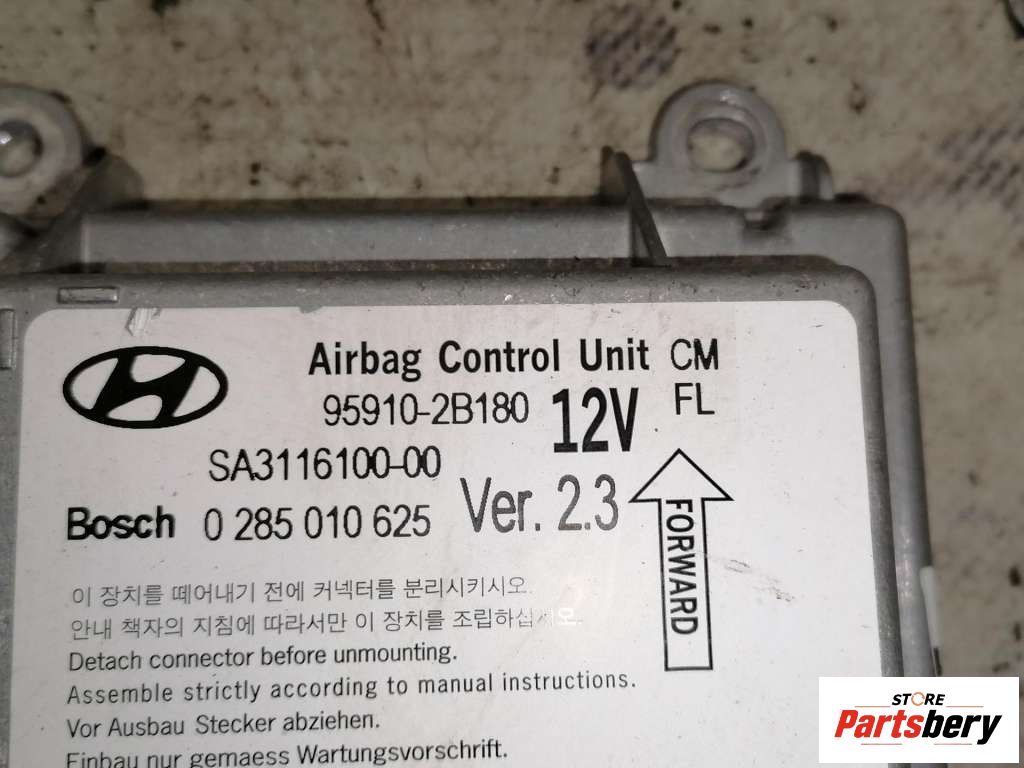 Airbag Control Unit CM
95910-2B180 12V FL
SA3116100-00
Bosch 0 285 010 625 Ver. 2.3
FORWARD
이 장치를 떼어내기 전에 커넥터를 분리시키시오.
안내 책자의 지침에 따라서만 이 장치를 조립하십시오.
Detach connector before unmounting.
Assemble strictly according to manual instructions.
Vor Ausbau Stecker abziehen.
Einbau nur gemaess Wartungsvorschrift.
STORE
Partsbery